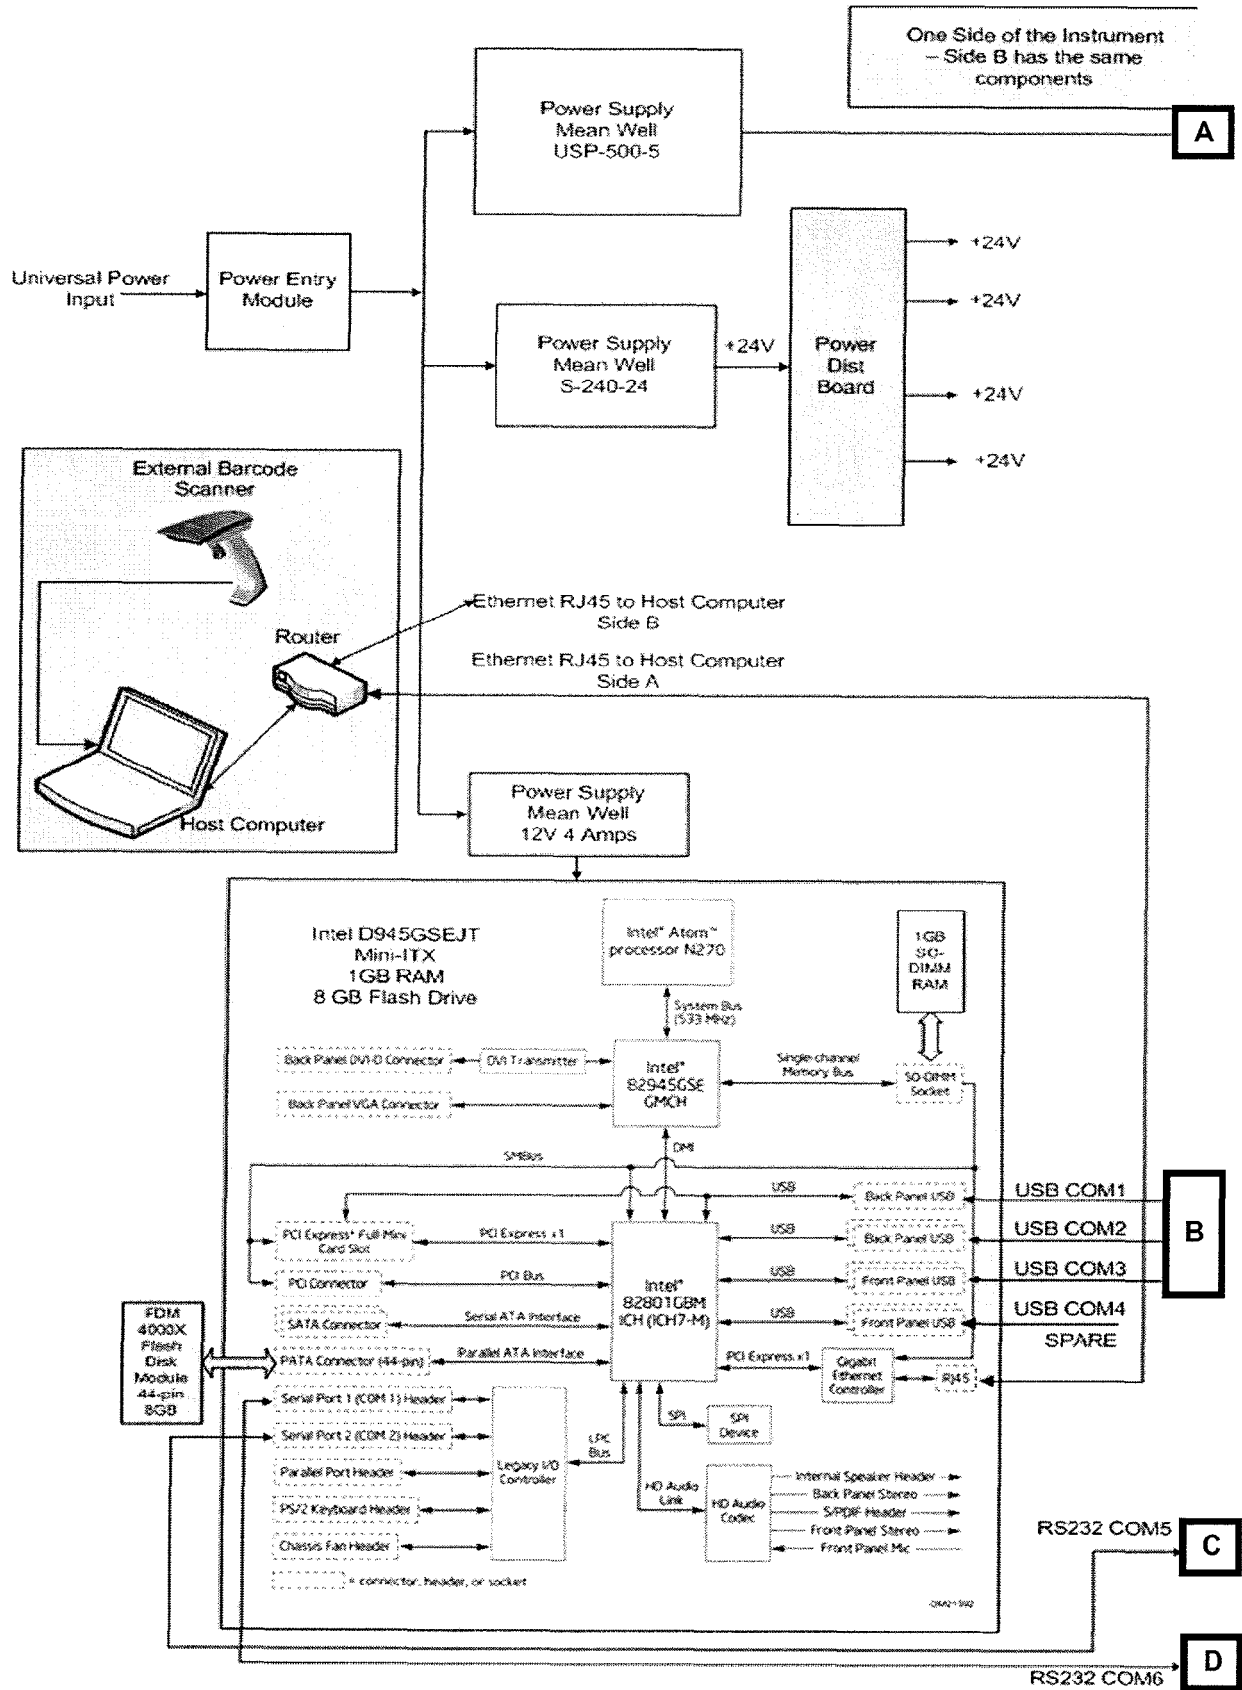 One Side of the Instrument
– Side B has the same
components
A
Power Supply
Mean Well
USP-500-5
Universal Power
Input
Power Entry
Module
Power Supply
Mean Well
S-240-24
+24V
Power
Dist
Board
+24V
+24V
+24V
+24V
External Barcode
Scanner
Router
Host Computer
Ethernet RJ45 to Host Computer
Side B
Ethernet RJ45 to Host Computer
Side A
Power Supply
Mean Well
12V 4 Amps
Intel D945GSEJT
Mini-ITX
1GB RAM
8 GB Flash Drive
Intel® Atom™
processor N270
1GB
SO-
DIMM
RAM
System Bus
(533 MHz)
Back Panel DVI-D Connector
DVI Transmitter
Intel®
82945GSE
GMCH
Single-channel
Memory Bus
SO-DIMM
Socket
Back Panel VGA Connector
DMI
SMBus
USB
Back Panel USB
USB COM1
PCI Express* Full-Mini
Card Slot
PCI Express x1
USB
Back Panel USB
USB COM2
B
PCI Connector
PCI Bus
Intel®
82801GBM
ICH (ICH7-M)
USB
Front Panel USB
USB COM3
SATA Connector
Serial ATA Interface
USB
Front Panel USB
USB COM4
SPARE
FDM
4000X
Flash
Disk
Module
44-pin
8GB
PATA Connector (44-pin)
Parallel ATA Interface
PCI Express x1
Gigabit
Ethernet
Controller
RJ45
Serial Port 1 (COM 1) Header
Serial Port 2 (COM 2) Header
Parallel Port Header
PS/2 Keyboard Header
Chassis Fan Header
Legacy I/O
Controller
LPC
Bus
SPI
SPI
Device
HD Audio
Link
HD Audio
Codec
Internal Speaker Header
Back Panel Stereo
S/PDIF Header
Front Panel Stereo
Front Panel Mic
= connector, header, or socket
RS232 COM5
C
RS232 COM6
D